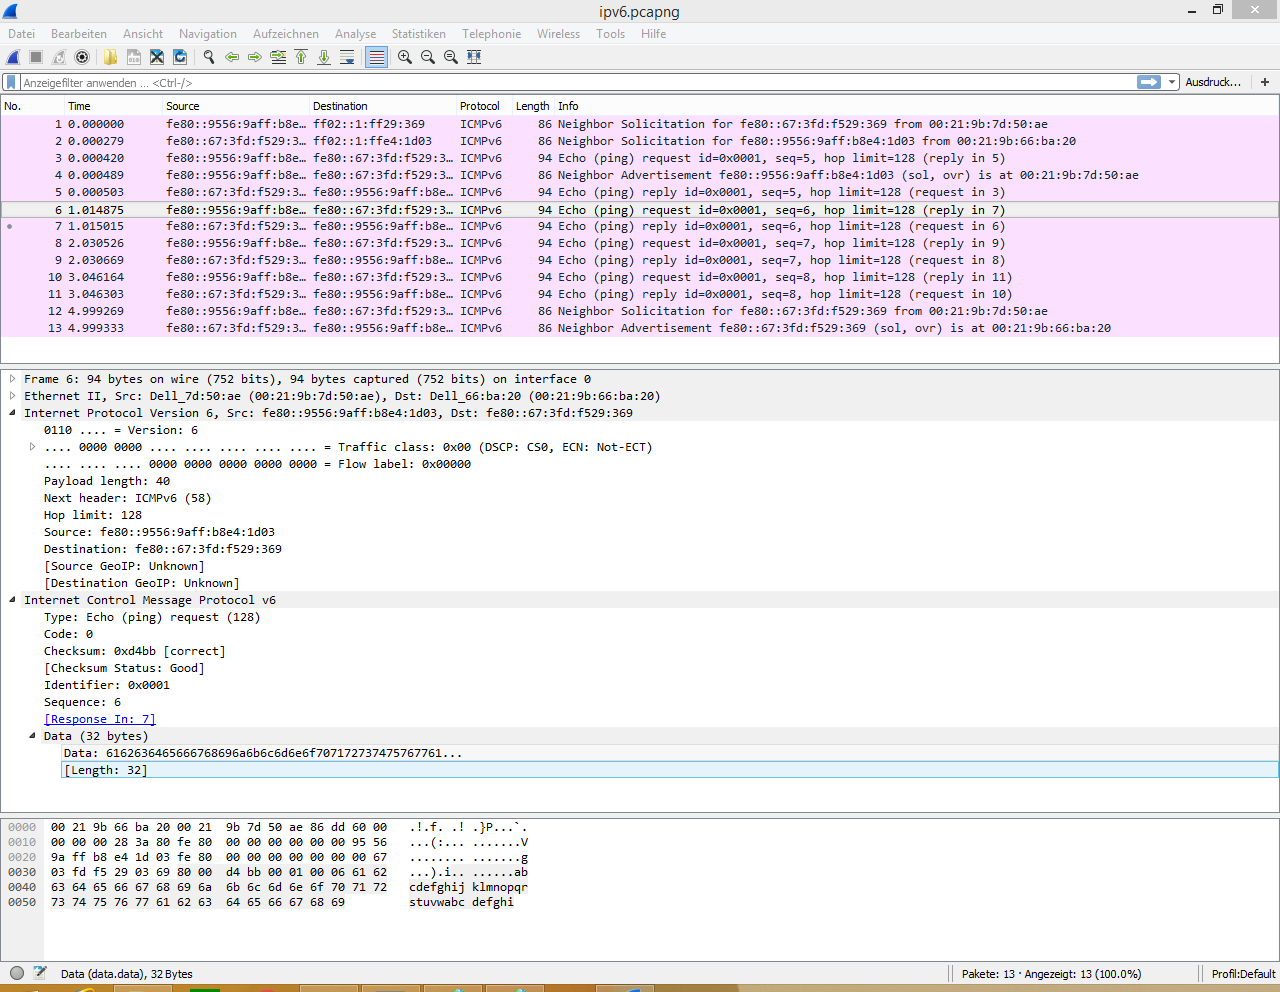 ipv6.pcapng
Datei Bearbeiten Ansicht Navigation Aufzeichnen Analyse Statistiken Telephonie Wireless Tools Hilfe
Anzeigefilter anwenden ... <Ctrl-/> Ausdruck... +
No. Time Source Destination Protocol Length Info
1 0.000000 fe80::9556:9aff:b8e... ff02::1:ff29:369 ICMPv6 86 Neighbor Solicitation for fe80::67:3fd:f529:369 from 00:21:9b:7d:50:ae
2 0.000279 fe80::67:3fd:f529:3... ff02::1:ffe4:1d03 ICMPv6 86 Neighbor Solicitation for fe80::9556:9aff:b8e4:1d03 from 00:21:9b:66:ba:20
3 0.000420 fe80::9556:9aff:b8e... fe80::67:3fd:f529:3... ICMPv6 94 Echo (ping) request id=0x0001, seq=5, hop limit=128 (reply in 5)
4 0.000489 fe80::9556:9aff:b8e... fe80::67:3fd:f529:3... ICMPv6 86 Neighbor Advertisement fe80::9556:9aff:b8e4:1d03 (sol, ovr) is at 00:21:9b:7d:50:ae
5 0.000503 fe80::67:3fd:f529:3... fe80::9556:9aff:b8e... ICMPv6 94 Echo (ping) reply id=0x0001, seq=5, hop limit=128 (request in 3)
6 1.014875 fe80::9556:9aff:b8e... fe80::67:3fd:f529:3... ICMPv6 94 Echo (ping) request id=0x0001, seq=6, hop limit=128 (reply in 7)
7 1.015015 fe80::67:3fd:f529:3... fe80::9556:9aff:b8e... ICMPv6 94 Echo (ping) reply id=0x0001, seq=6, hop limit=128 (request in 6)
8 2.030526 fe80::9556:9aff:b8e... fe80::67:3fd:f529:3... ICMPv6 94 Echo (ping) request id=0x0001, seq=7, hop limit=128 (reply in 9)
9 2.030669 fe80::67:3fd:f529:3... fe80::9556:9aff:b8e... ICMPv6 94 Echo (ping) reply id=0x0001, seq=7, hop limit=128 (request in 8)
10 3.046164 fe80::9556:9aff:b8e... fe80::67:3fd:f529:3... ICMPv6 94 Echo (ping) request id=0x0001, seq=8, hop limit=128 (reply in 11)
11 3.046303 fe80::67:3fd:f529:3... fe80::9556:9aff:b8e... ICMPv6 94 Echo (ping) reply id=0x0001, seq=8, hop limit=128 (request in 10)
12 4.999269 fe80::9556:9aff:b8e... fe80::67:3fd:f529:3... ICMPv6 86 Neighbor Solicitation for fe80::67:3fd:f529:369 from 00:21:9b:7d:50:ae
13 4.999333 fe80::67:3fd:f529:3... fe80::9556:9aff:b8e... ICMPv6 86 Neighbor Advertisement fe80::67:3fd:f529:369 (sol, ovr) is at 00:21:9b:66:ba:20
Frame 6: 94 bytes on wire (752 bits), 94 bytes captured (752 bits) on interface 0
Ethernet II, Src: Dell_7d:50:ae (00:21:9b:7d:50:ae), Dst: Dell_66:ba:20 (00:21:9b:66:ba:20)
Internet Protocol Version 6, Src: fe80::9556:9aff:b8e4:1d03, Dst: fe80::67:3fd:f529:369
0110 .... = Version: 6
.... 0000 0000 .... .... .... .... .... = Traffic class: 0x00 (DSCP: CS0, ECN: Not-ECT)
.... .... .... 0000 0000 0000 0000 0000 = Flow label: 0x00000
Payload length: 40
Next header: ICMPv6 (58)
Hop limit: 128
Source: fe80::9556:9aff:b8e4:1d03
Destination: fe80::67:3fd:f529:369
[Source GeoIP: Unknown]
[Destination GeoIP: Unknown]
Internet Control Message Protocol v6
Type: Echo (ping) request (128)
Code: 0
Checksum: 0xd4bb [correct]
[Checksum Status: Good]
Identifier: 0x0001
Sequence: 6
[Response In: 7]
Data (32 bytes)
Data: 6162636465666768696a6b6c6d6e6f707172737475767761...
[Length: 32]
0000 00 21 9b 66 ba 20 00 21 9b 7d 50 ae 86 dd 60 00 .!.f. .! .}P...`.
0010 00 00 00 28 3a 80 fe 80 00 00 00 00 00 00 95 56 ...(:... .......V
0020 9a ff b8 e4 1d 03 fe 80 00 00 00 00 00 00 00 67 ........ .......g
0030 03 fd f5 29 03 69 80 00 d4 bb 00 01 00 06 61 62 ...).i.. ......ab
0040 63 64 65 66 67 68 69 6a 6b 6c 6d 6e 6f 70 71 72 cdefghij klmnopqr
0050 73 74 75 76 77 61 62 63 64 65 66 67 68 69 stuvwabc defghi
Data (data.data), 32 Bytes Pakete: 13 · Angezeigt: 13 (100.0%) Profil:Default